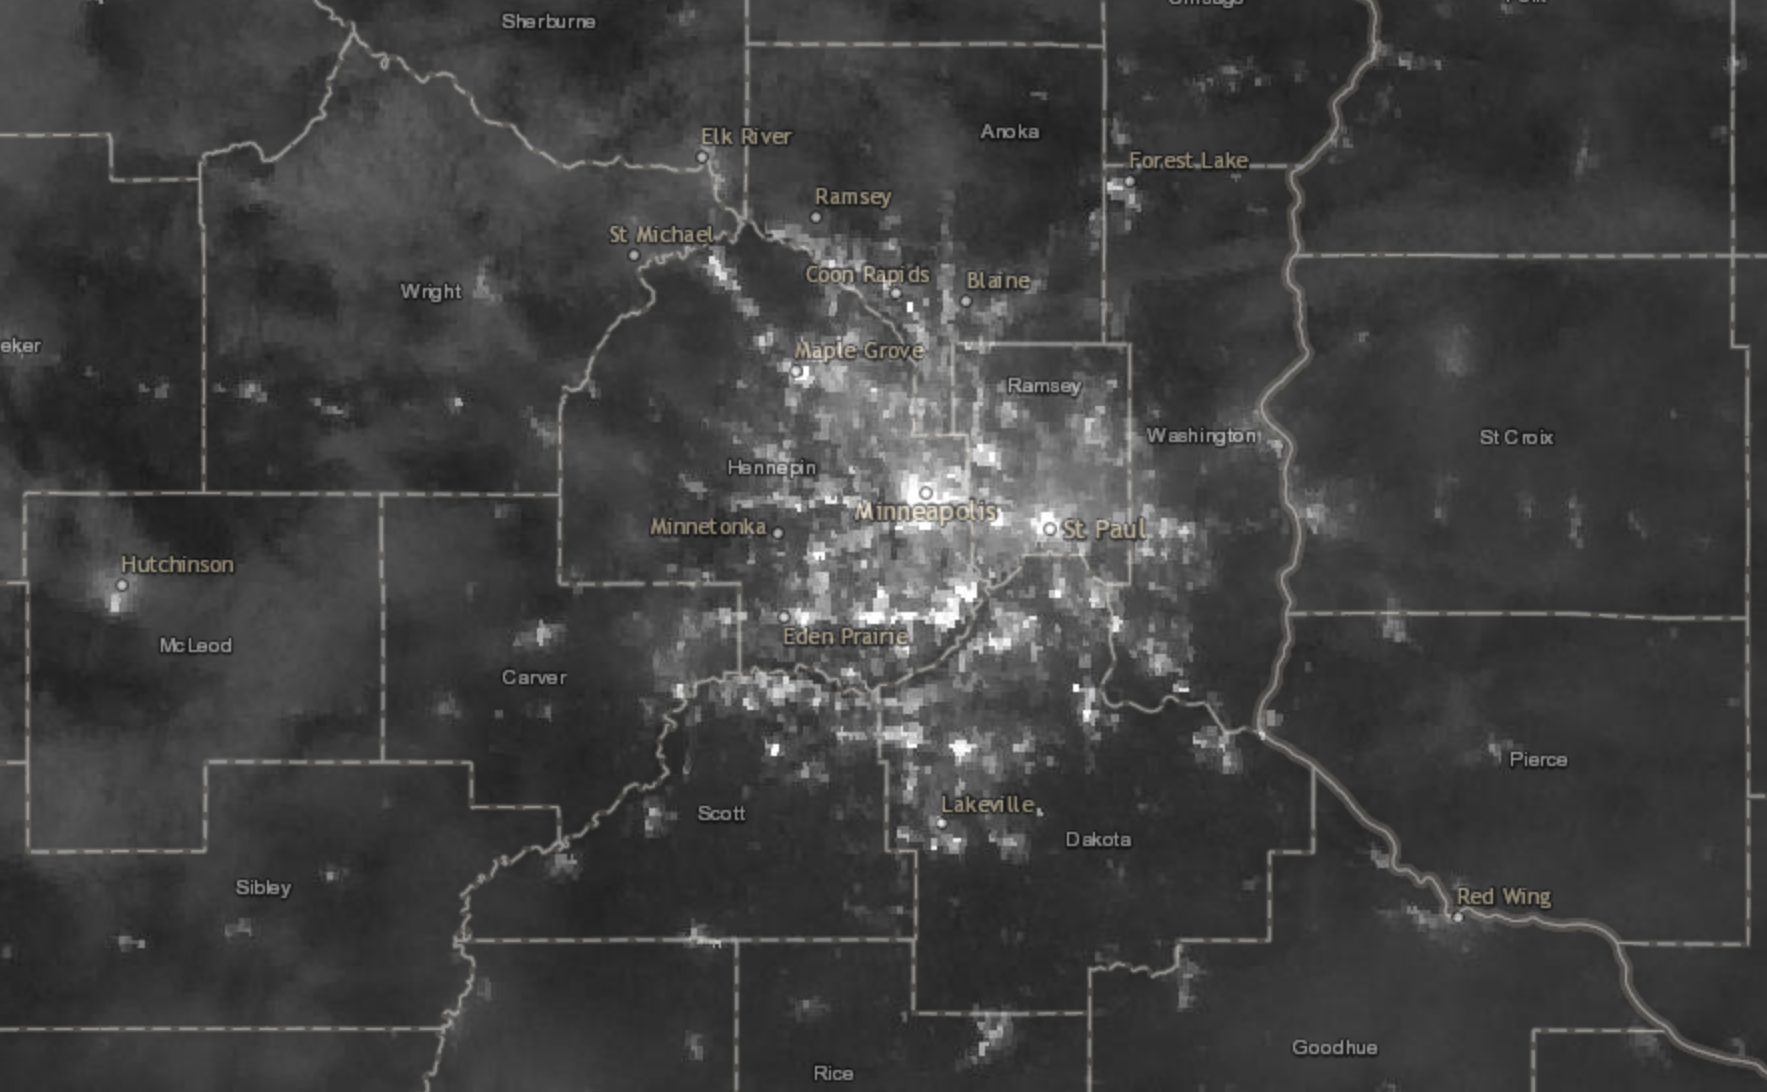 Sherburne
Elk River
Anoka
Forest Lake
Ramsey
St Michael
Coon Rapids
Blaine
Wright
eker
Maple Grove
Ramsey
Washington
St Croix
Hennepin
Minneapolis
Minnetonka
St Paul
Hutchinson
McLeod
Eden Prairie
Carver
Pierce
Scott
Lakeville
Dakota
Sibley
Red Wing
Goodhue
Rice